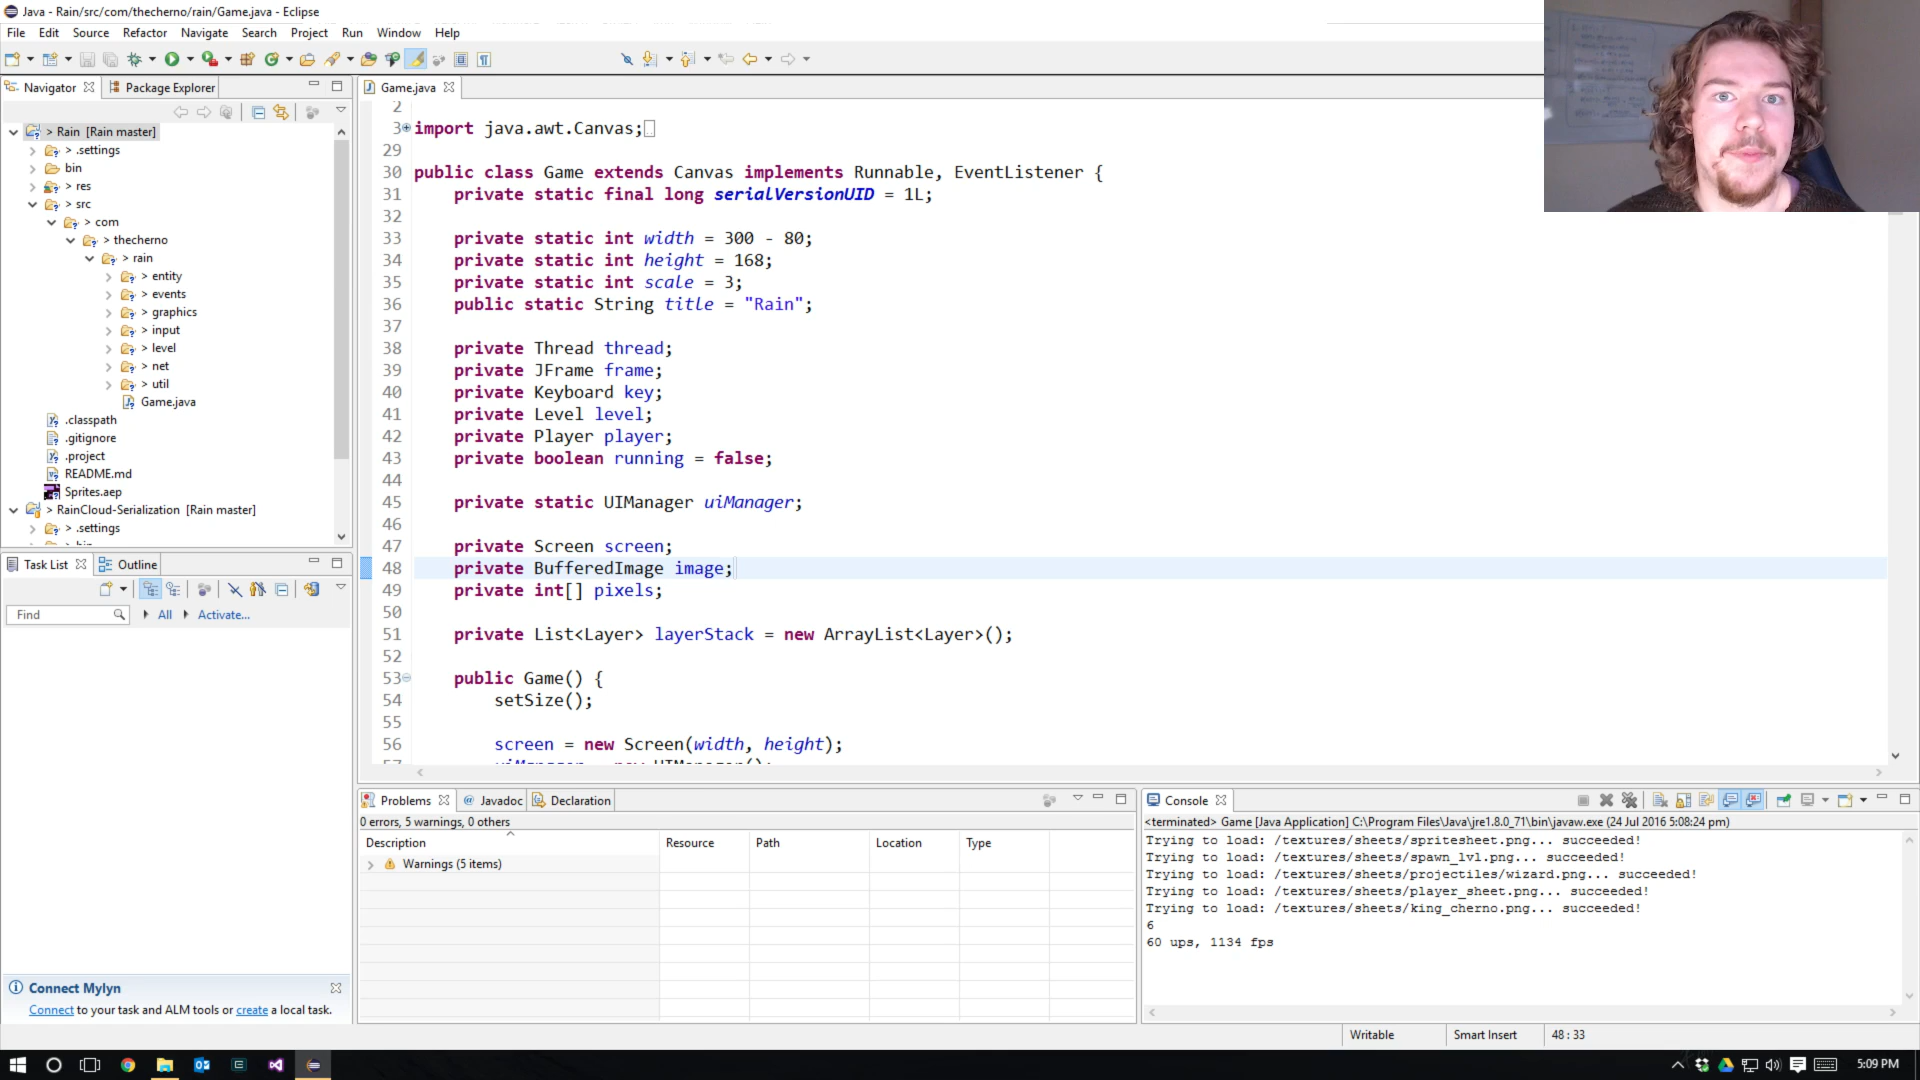 Java - Rain/src/com/thecherno/rain/Game.java - Eclipse
File Edit Source Refactor Navigate Search Project Run Window Help
Navigator
Package Explorer
> Rain [Rain master]
> .settings
bin
> res
> src
> com
> thecherno
> rain
> entity
> events
> graphics
> input
> level
> net
> util
Game.java
.classpath
.gitignore
.project
README.md
Sprites.aep
> RainCloud-Serialization [Rain master]
> .settings
Task List
Outline
Find
All
Activate...
Connect Mylyn
Connect to your task and ALM tools or create a local task.
Game.java
2
3 import java.awt.Canvas;
29
30 public class Game extends Canvas implements Runnable, EventListener {
31 private static final long serialVersionUID = 1L;
32
33 private static int width = 300 - 80;
34 private static int height = 168;
35 private static int scale = 3;
36 public static String title = "Rain";
37
38 private Thread thread;
39 private JFrame frame;
40 private Keyboard key;
41 private Level level;
42 private Player player;
43 private boolean running = false;
44
45 private static UIManager uiManager;
46
47 private Screen screen;
48 private BufferedImage image;
49 private int[] pixels;
50
51 private List<Layer> layerStack = new ArrayList<Layer>();
52
53 public Game() {
54 setSize();
55
56 screen = new Screen(width, height);
57 uiManager = new UIManager();
Problems
Javadoc
Declaration
0 errors, 5 warnings, 0 others
Description Resource Path Location Type
Warnings (5 items)
Console
<terminated> Game [Java Application] C:\Program Files\Java\jre1.8.0_71\bin\javaw.exe (24 Jul 2016 5:08:24 pm)
Trying to load: /textures/sheets/spritesheet.png... succeeded!
Trying to load: /textures/sheets/spawn_lvl.png... succeeded!
Trying to load: /textures/sheets/projectiles/wizard.png... succeeded!
Trying to load: /textures/sheets/player_sheet.png... succeeded!
Trying to load: /textures/sheets/king_cherno.png... succeeded!
6
60 ups, 1134 fps
Writable
Smart Insert
48 : 33
5:09 PM